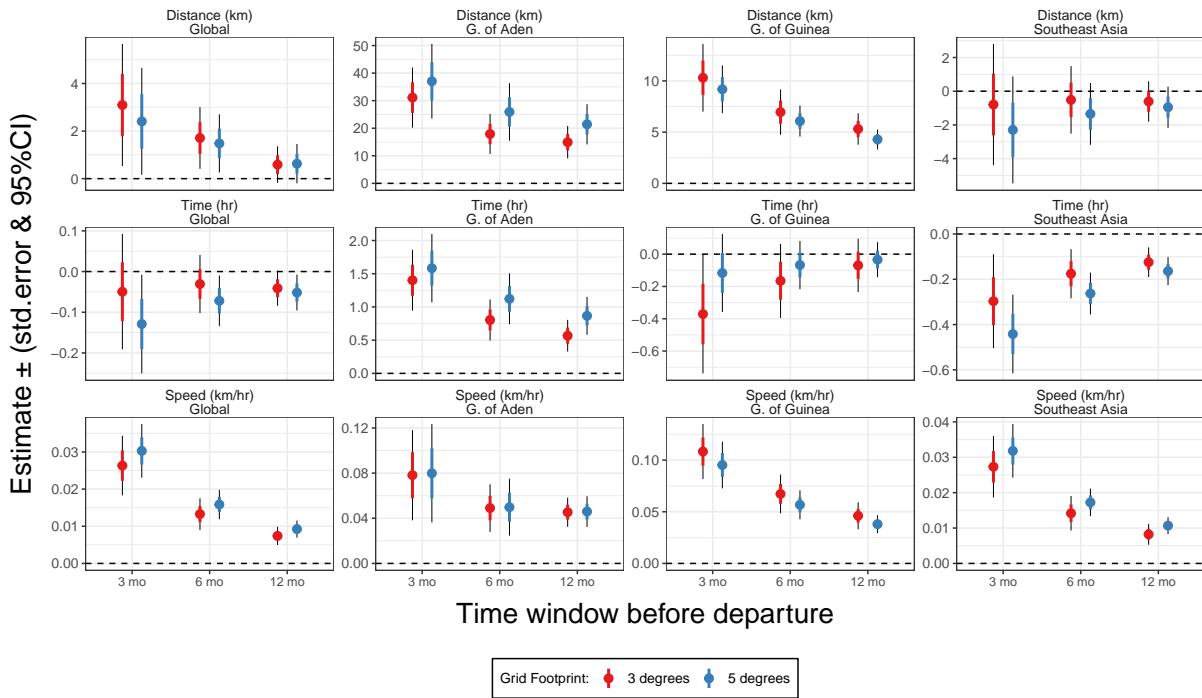 Distance (km)
Global
Distance (km)
G. of Aden
Distance (km)
G. of Guinea
Distance (km)
Southeast Asia
4
2
0
50
40
30
20
10
0
10
5
0
2
0
−2
−4
Time (hr)
Global
Time (hr)
G. of Aden
Time (hr)
G. of Guinea
Time (hr)
Southeast Asia
0.1
0.0
−0.1
−0.2
2.0
1.5
1.0
0.5
0.0
0.0
−0.2
−0.4
−0.6
0.0
−0.2
−0.4
−0.6
Speed (km/hr)
Global
Speed (km/hr)
G. of Aden
Speed (km/hr)
G. of Guinea
Speed (km/hr)
Southeast Asia
0.03
0.02
0.01
0.00
0.12
0.08
0.04
0.00
0.10
0.05
0.00
0.04
0.03
0.02
0.01
0.00
3 mo 6 mo 12 mo
3 mo 6 mo 12 mo
3 mo 6 mo 12 mo
3 mo 6 mo 12 mo
Estimate ± (std.error & 95%CI)
Time window before departure
Grid Footprint: 3 degrees 5 degrees